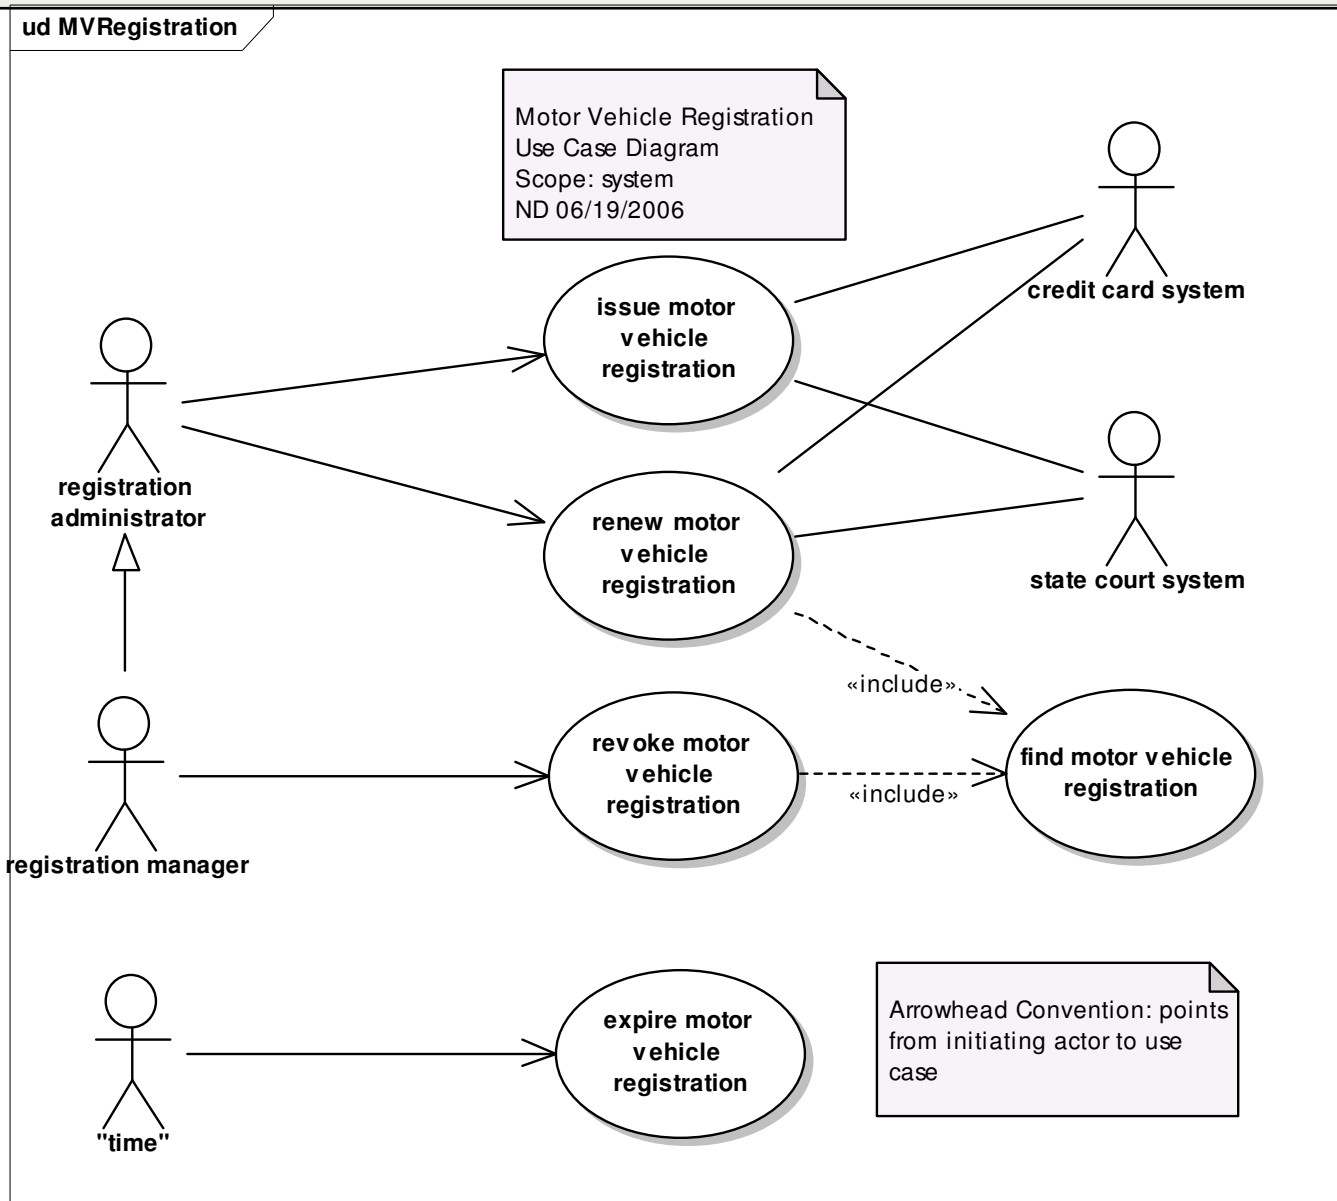 ud MVRegistration
Motor Vehicle Registration
Use Case Diagram
Scope: system
ND 06/19/2006
credit card system
issue motor
vehicle
registration
registration
administrator
renew motor
vehicle
registration
state court system
«include»
revoke motor
vehicle
registration
«include»
find motor vehicle
registration
registration manager
expire motor
vehicle
registration
Arrowhead Convention: points
from initiating actor to use
case
"time"